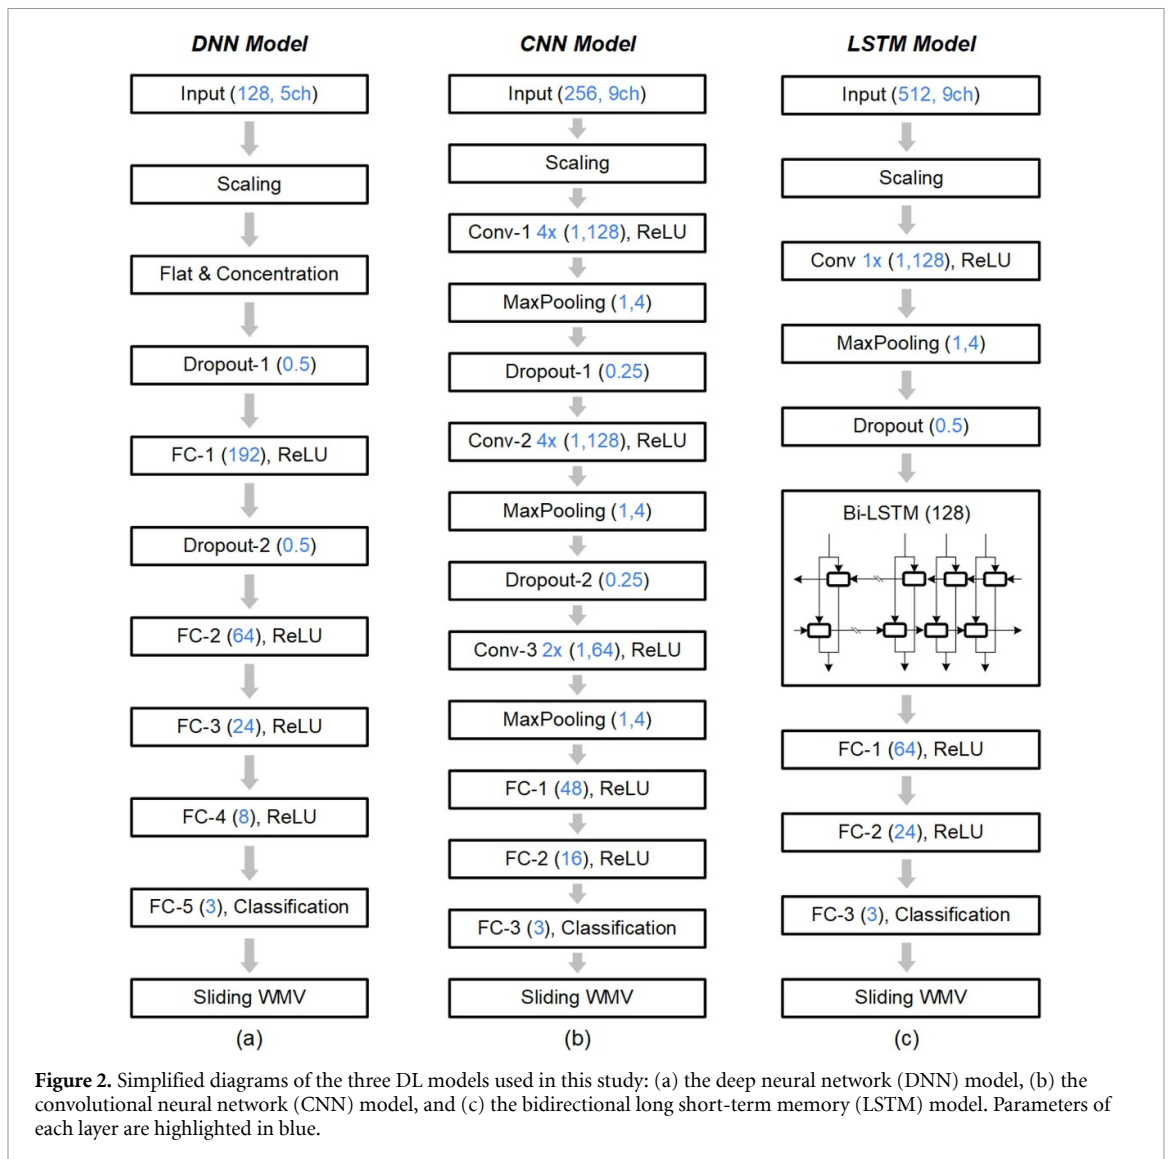 DNN Model
Input (128, 5ch)
Scaling
Flat & Concentration
Dropout-1 (0.5)
FC-1 (192), ReLU
Dropout-2 (0.5)
FC-2 (64), ReLU
FC-3 (24), ReLU
FC-4 (8), ReLU
FC-5 (3), Classification
Sliding WMV
(a)
CNN Model
Input (256, 9ch)
Scaling
Conv-1 4x (1,128), ReLU
MaxPooling (1,4)
Dropout-1 (0.25)
Conv-2 4x (1,128), ReLU
MaxPooling (1,4)
Dropout-2 (0.25)
Conv-3 2x (1,64), ReLU
MaxPooling (1,4)
FC-1 (48), ReLU
FC-2 (16), ReLU
FC-3 (3), Classification
Sliding WMV
(b)
LSTM Model
Input (512, 9ch)
Scaling
Conv 1x (1,128), ReLU
MaxPooling (1,4)
Dropout (0.5)
Bi-LSTM (128)
FC-1 (64), ReLU
FC-2 (24), ReLU
FC-3 (3), Classification
Sliding WMV
(c)
Figure 2. Simplified diagrams of the three DL models used in this study: (a) the deep neural network (DNN) model, (b) the
convolutional neural network (CNN) model, and (c) the bidirectional long short-term memory (LSTM) model. Parameters of
each layer are highlighted in blue.